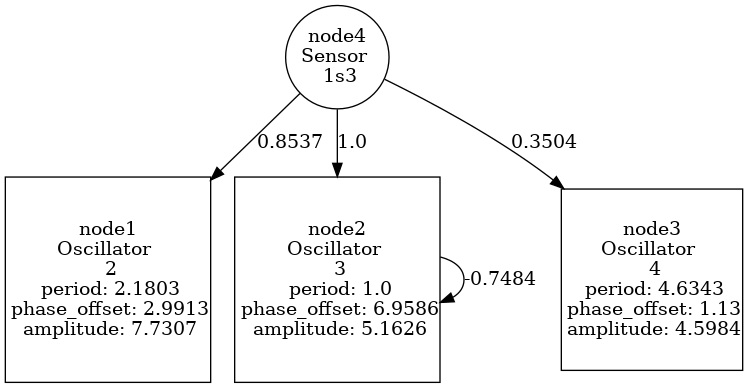 node4
Sensor
1s3
0.8537
1.0
0.3504
node1
Oscillator
2
period: 2.1803
phase_offset: 2.9913
amplitude: 7.7307
node2
Oscillator
3
period: 1.0
phase_offset: 6.9586
amplitude: 5.1626
-0.7484
node3
Oscillator
4
period: 4.6343
phase_offset: 1.13
amplitude: 4.5984